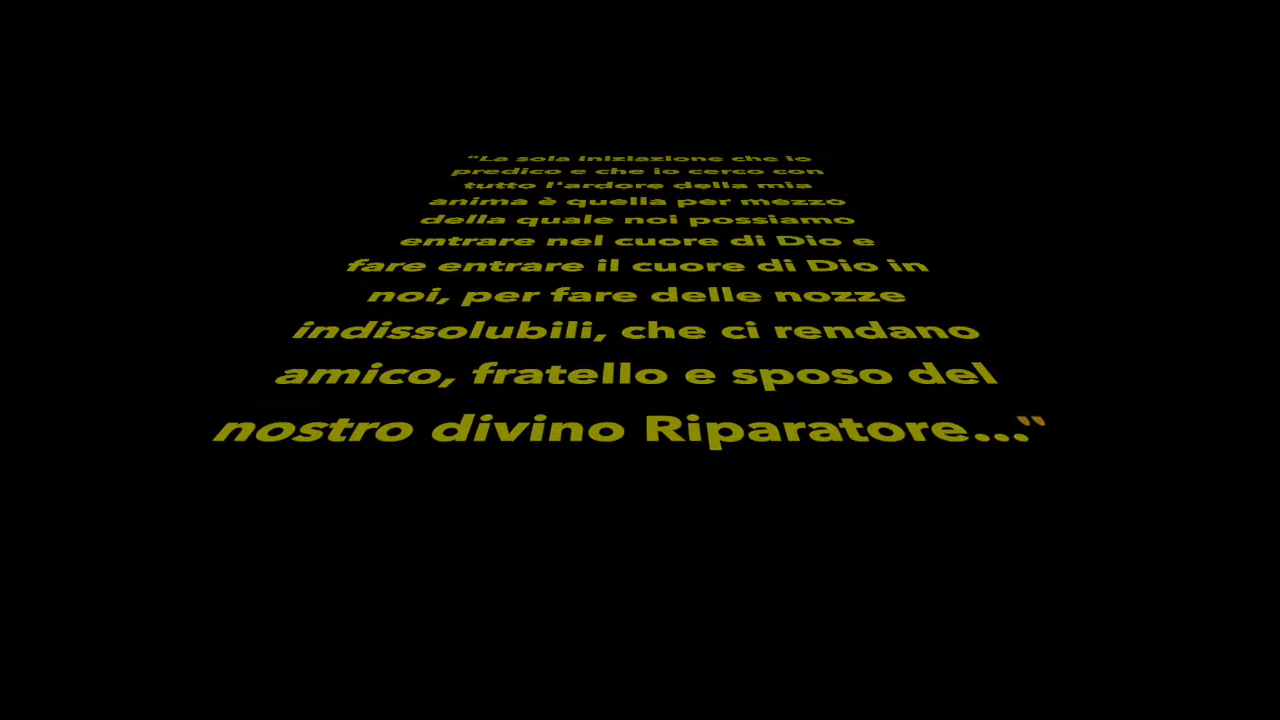 "La sola iniziazione che io
predico e che io cerco con
tutto l'ardore della mia
anima è quella per mezzo
della quale noi possiamo
entrare nel cuore di Dio e
fare entrare il cuore di Dio in
noi, per fare delle nozze
indissolubili, che ci rendano
amico, fratello e sposo del
nostro divino Riparatore..."